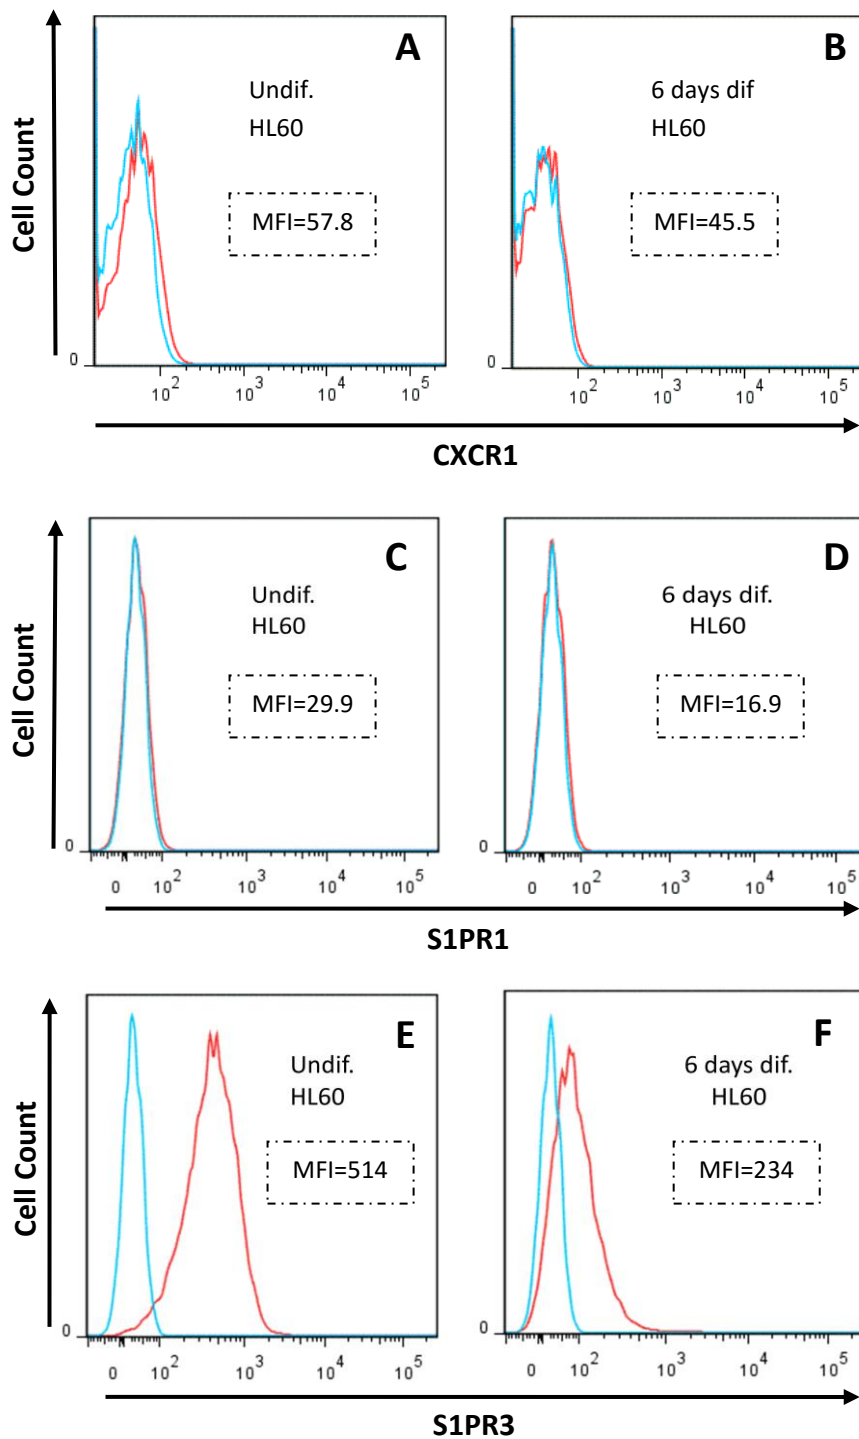 A
Undif.
HL60
MFI=57.8
B
6 days dif
HL60
MFI=45.5
Cell Count
0
10^2 10^3 10^4 10^5
0
10^2 10^3 10^4 10^5
CXCR1
C
Undif.
HL60
MFI=29.9
D
6 days dif.
HL60
MFI=16.9
Cell Count
0
0 10^2 10^3 10^4 10^5
0
0 10^2 10^3 10^4 10^5
S1PR1
E
Undif.
HL60
MFI=514
F
6 days dif.
HL60
MFI=234
Cell Count
0
0 10^2 10^3 10^4 10^5
0
0 10^2 10^3 10^4 10^5
S1PR3